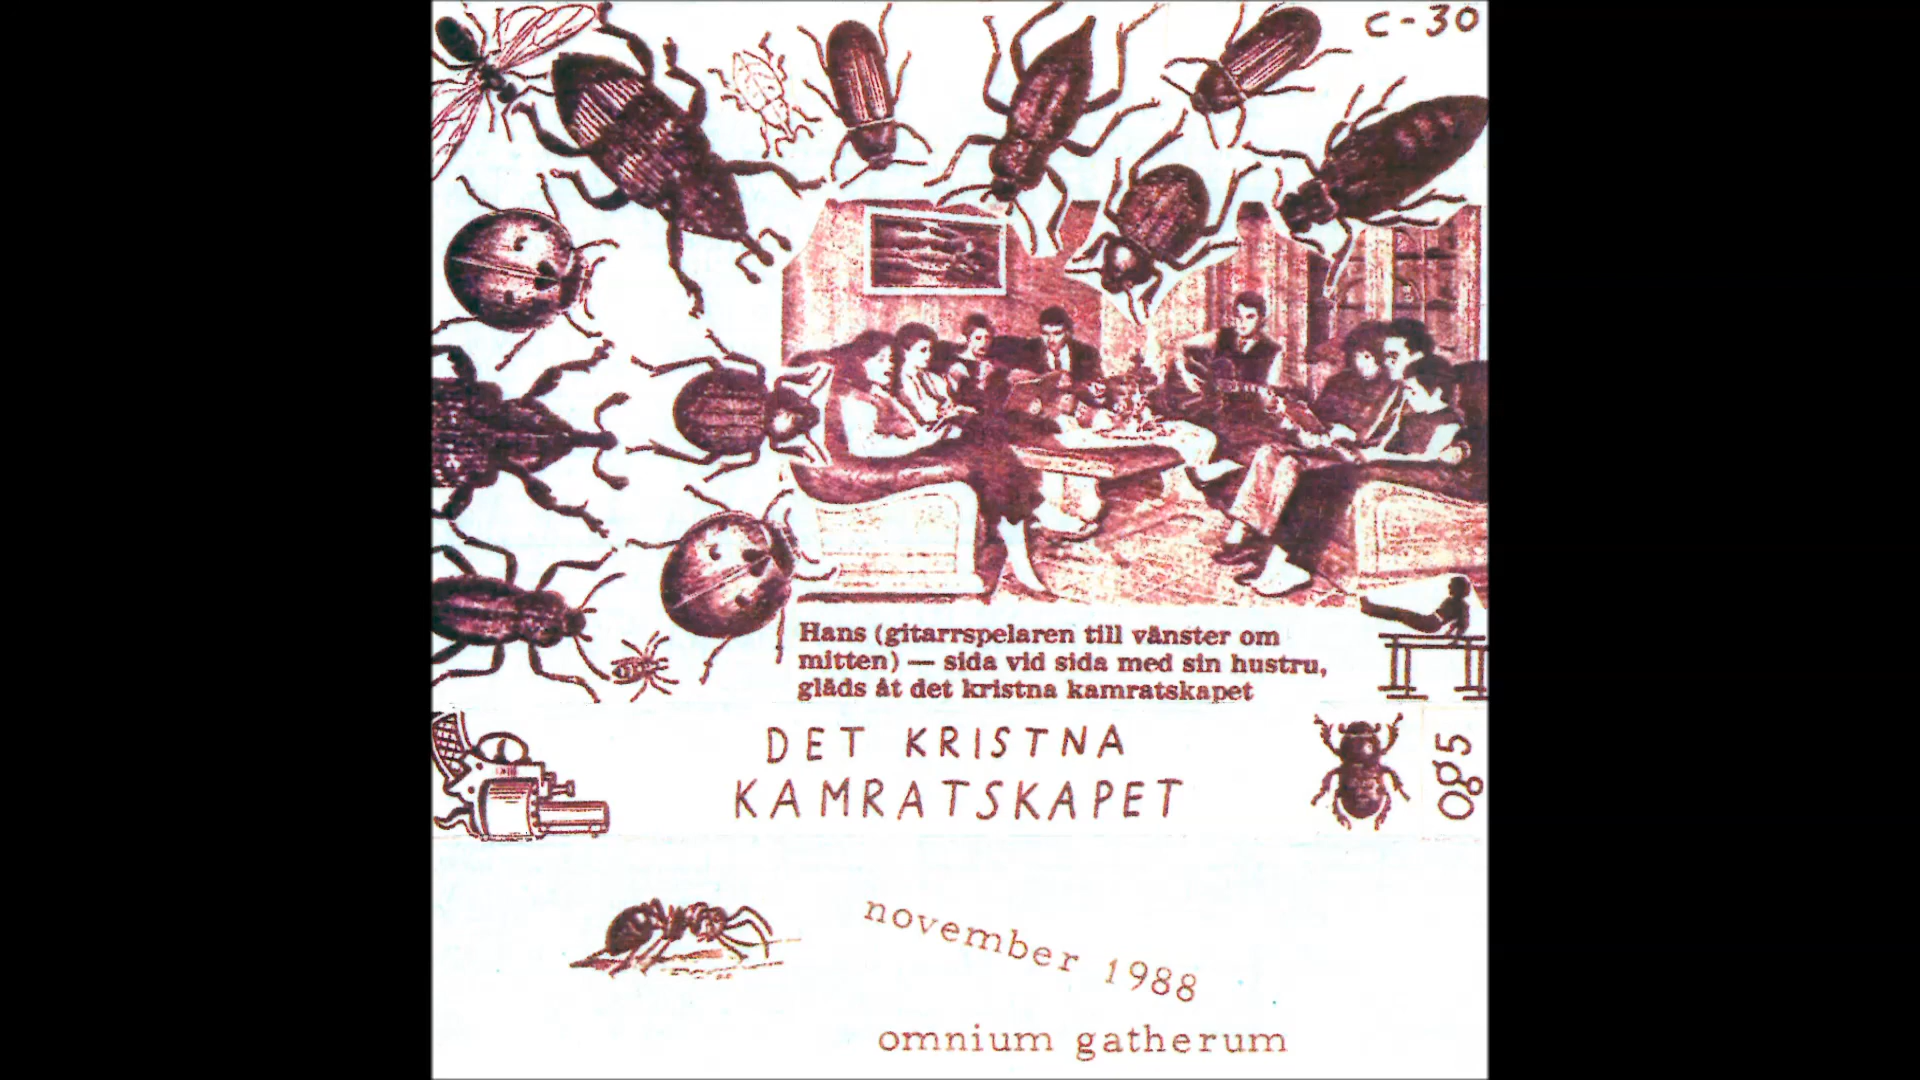 C-30
Hans (gitarrspelaren till vänster om
mitten) — sida vid sida med sin hustru,
gläds åt det kristna kamratskapet
DET KRISTNA
KAMRATSKAPET
og5
november 1988
omnium gatherum